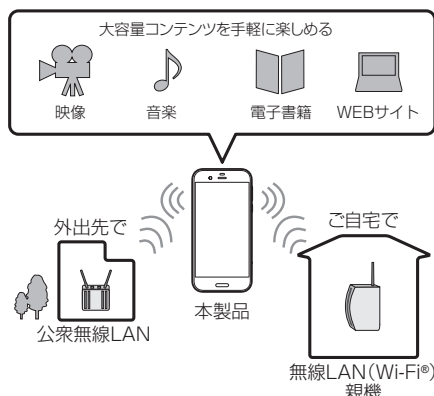 大容量コンテンツを手軽に楽しめる
映像
音楽
電子書籍
WEBサイト
外出先で
ご自宅で
本製品
公衆無線LAN
無線LAN(Wi-Fi®)
親機